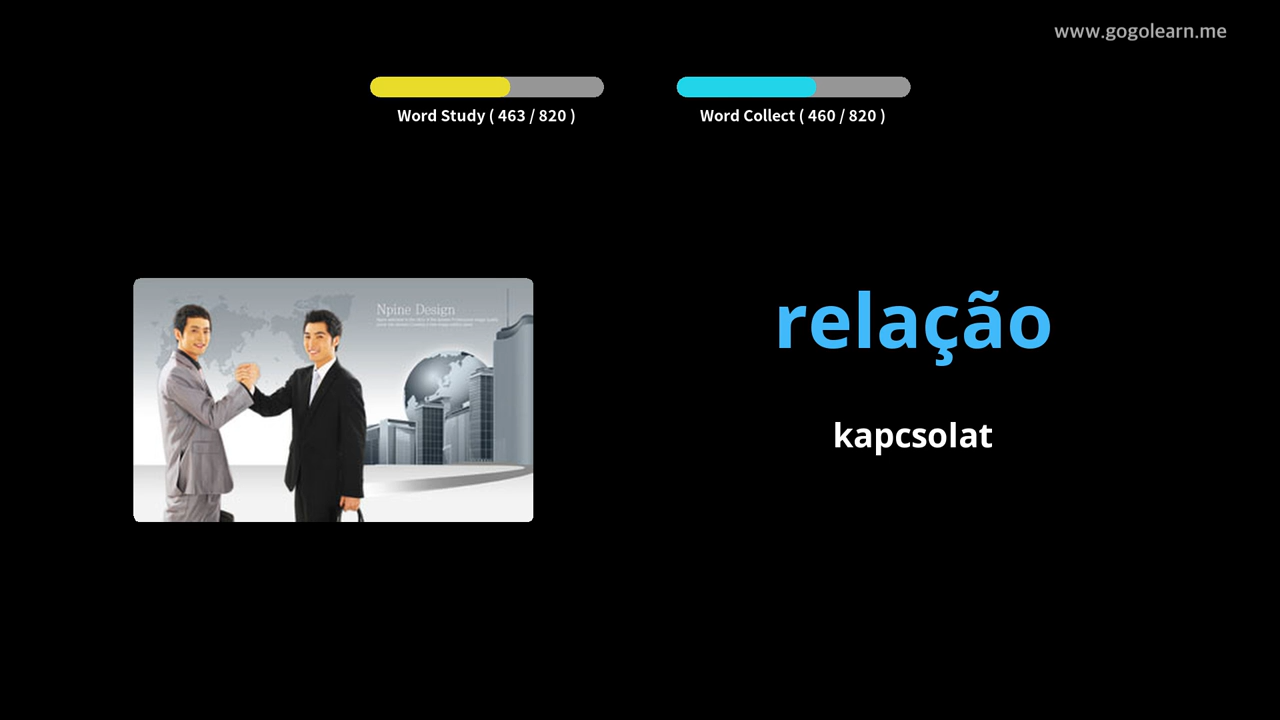 www.gogolearn.me
Word Study ( 463 / 820 )
Word Collect ( 460 / 820 )
Npine Design
relação
kapcsolat